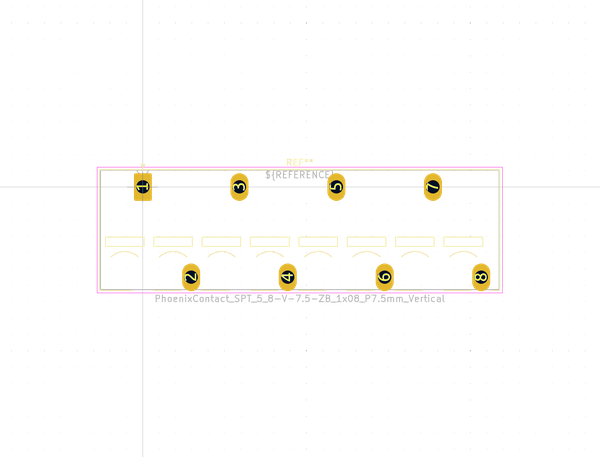 REF**
${REFERENCE}
1
3
5
7
2
4
6
8
PhoenixContact_SPT_5_8-V-7.5-ZB_1x08_P7.5mm_Vertical